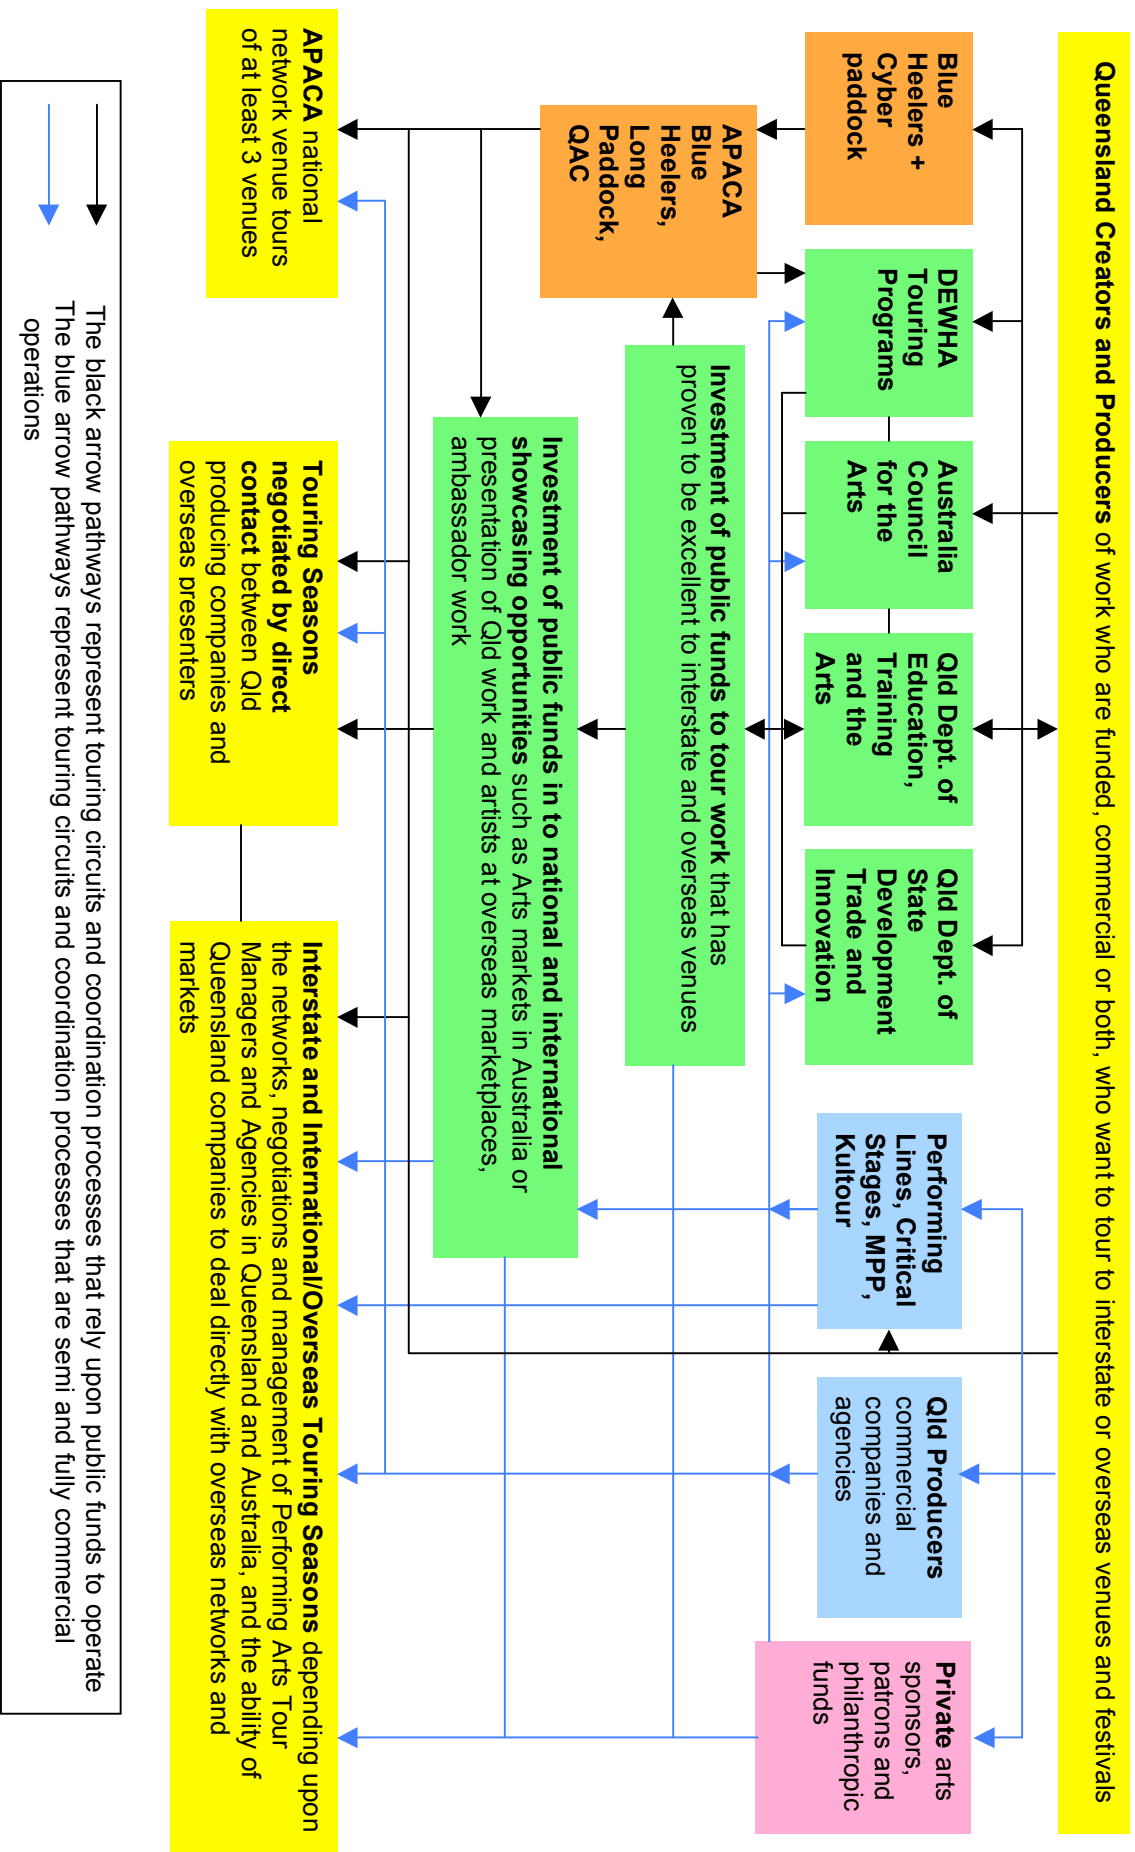 Queensland Creators and Producers of work who are funded, commercial or both, who want to tour to interstate or overseas venues and festivals
Blue
Heelers +
Cyber
paddock
DEWHA
Touring
Programs
Australia
Council
for the
Arts
Qld Dept. of
Education,
Training
and the
Arts
Qld Dept. of
State
Development
Trade and
Innovation
Performing
Lines, Critical
Stages, MPP,
Kultour
Qld Producers
commercial
companies and
agencies
Private arts
sponsors,
patrons and
philanthropic
funds
APACA
Blue
Heelers,
Long
Paddock,
QAC
Investment of public funds to tour work that has
proven to be excellent to interstate and overseas venues
Investment of public funds in to national and international
showcasing opportunities such as Arts markets in Australia or
presentation of Qld work and artists at overseas marketplaces,
ambassador work
APACA national
network venue tours
of at least 3 venues
Touring Seasons
negotiated by direct
contact between Qld
producing companies and
overseas presenters
Interstate and International/Overseas Touring Seasons depending upon
the networks, negotiations and management of Performing Arts Tour
Managers and Agencies in Queensland and Australia, and the ability of
Queensland companies to deal directly with overseas networks and
markets
The black arrow pathways represent touring circuits and coordination processes that rely upon public funds to operate
The blue arrow pathways represent touring circuits and coordination processes that are semi and fully commercial
operations